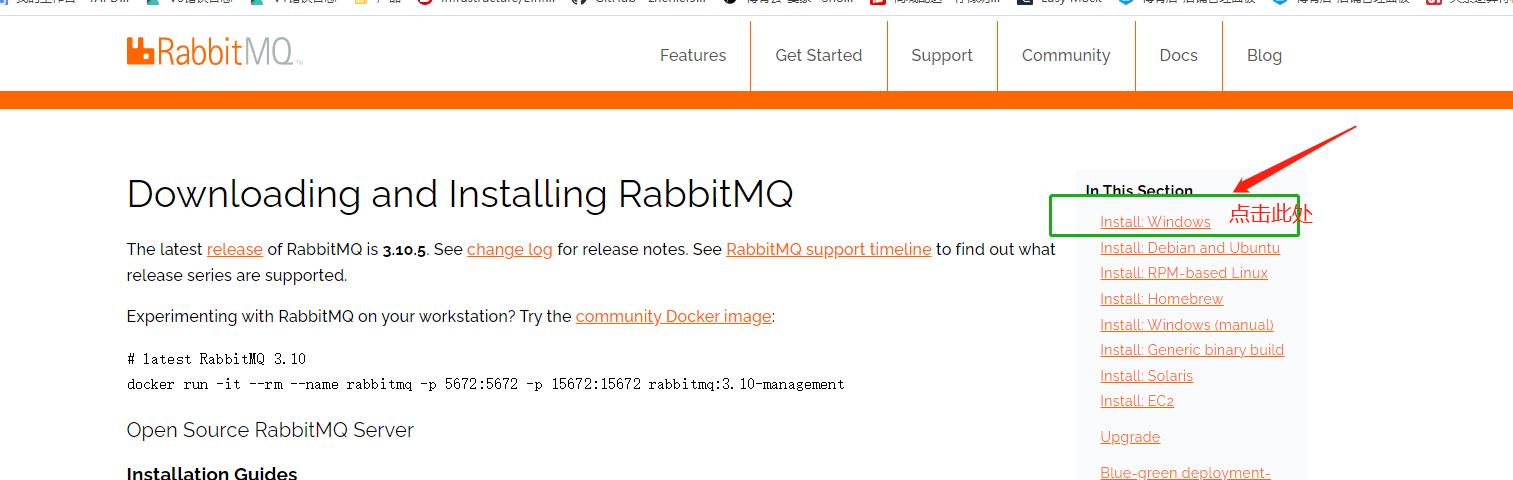 RabbitMQ
Features
Get Started
Support
Community
Docs
Blog
Downloading and Installing RabbitMQ
The latest release of RabbitMQ is 3.10.5. See change log for release notes. See RabbitMQ support timeline to find out what
release series are supported.
Experimenting with RabbitMQ on your workstation? Try the community Docker image:
# latest RabbitMQ 3.10
docker run -it --rm --name rabbitmq -p 5672:5672 -p 15672:15672 rabbitmq:3.10-management
Open Source RabbitMQ Server
Installation Guides
In This Section
Install: Windows
点击此处
Install: Debian and Ubuntu
Install: RPM-based Linux
Install: Homebrew
Install: Windows (manual)
Install: Generic binary build
Install: Solaris
Install: EC2
Upgrade
Blue-green deployment-